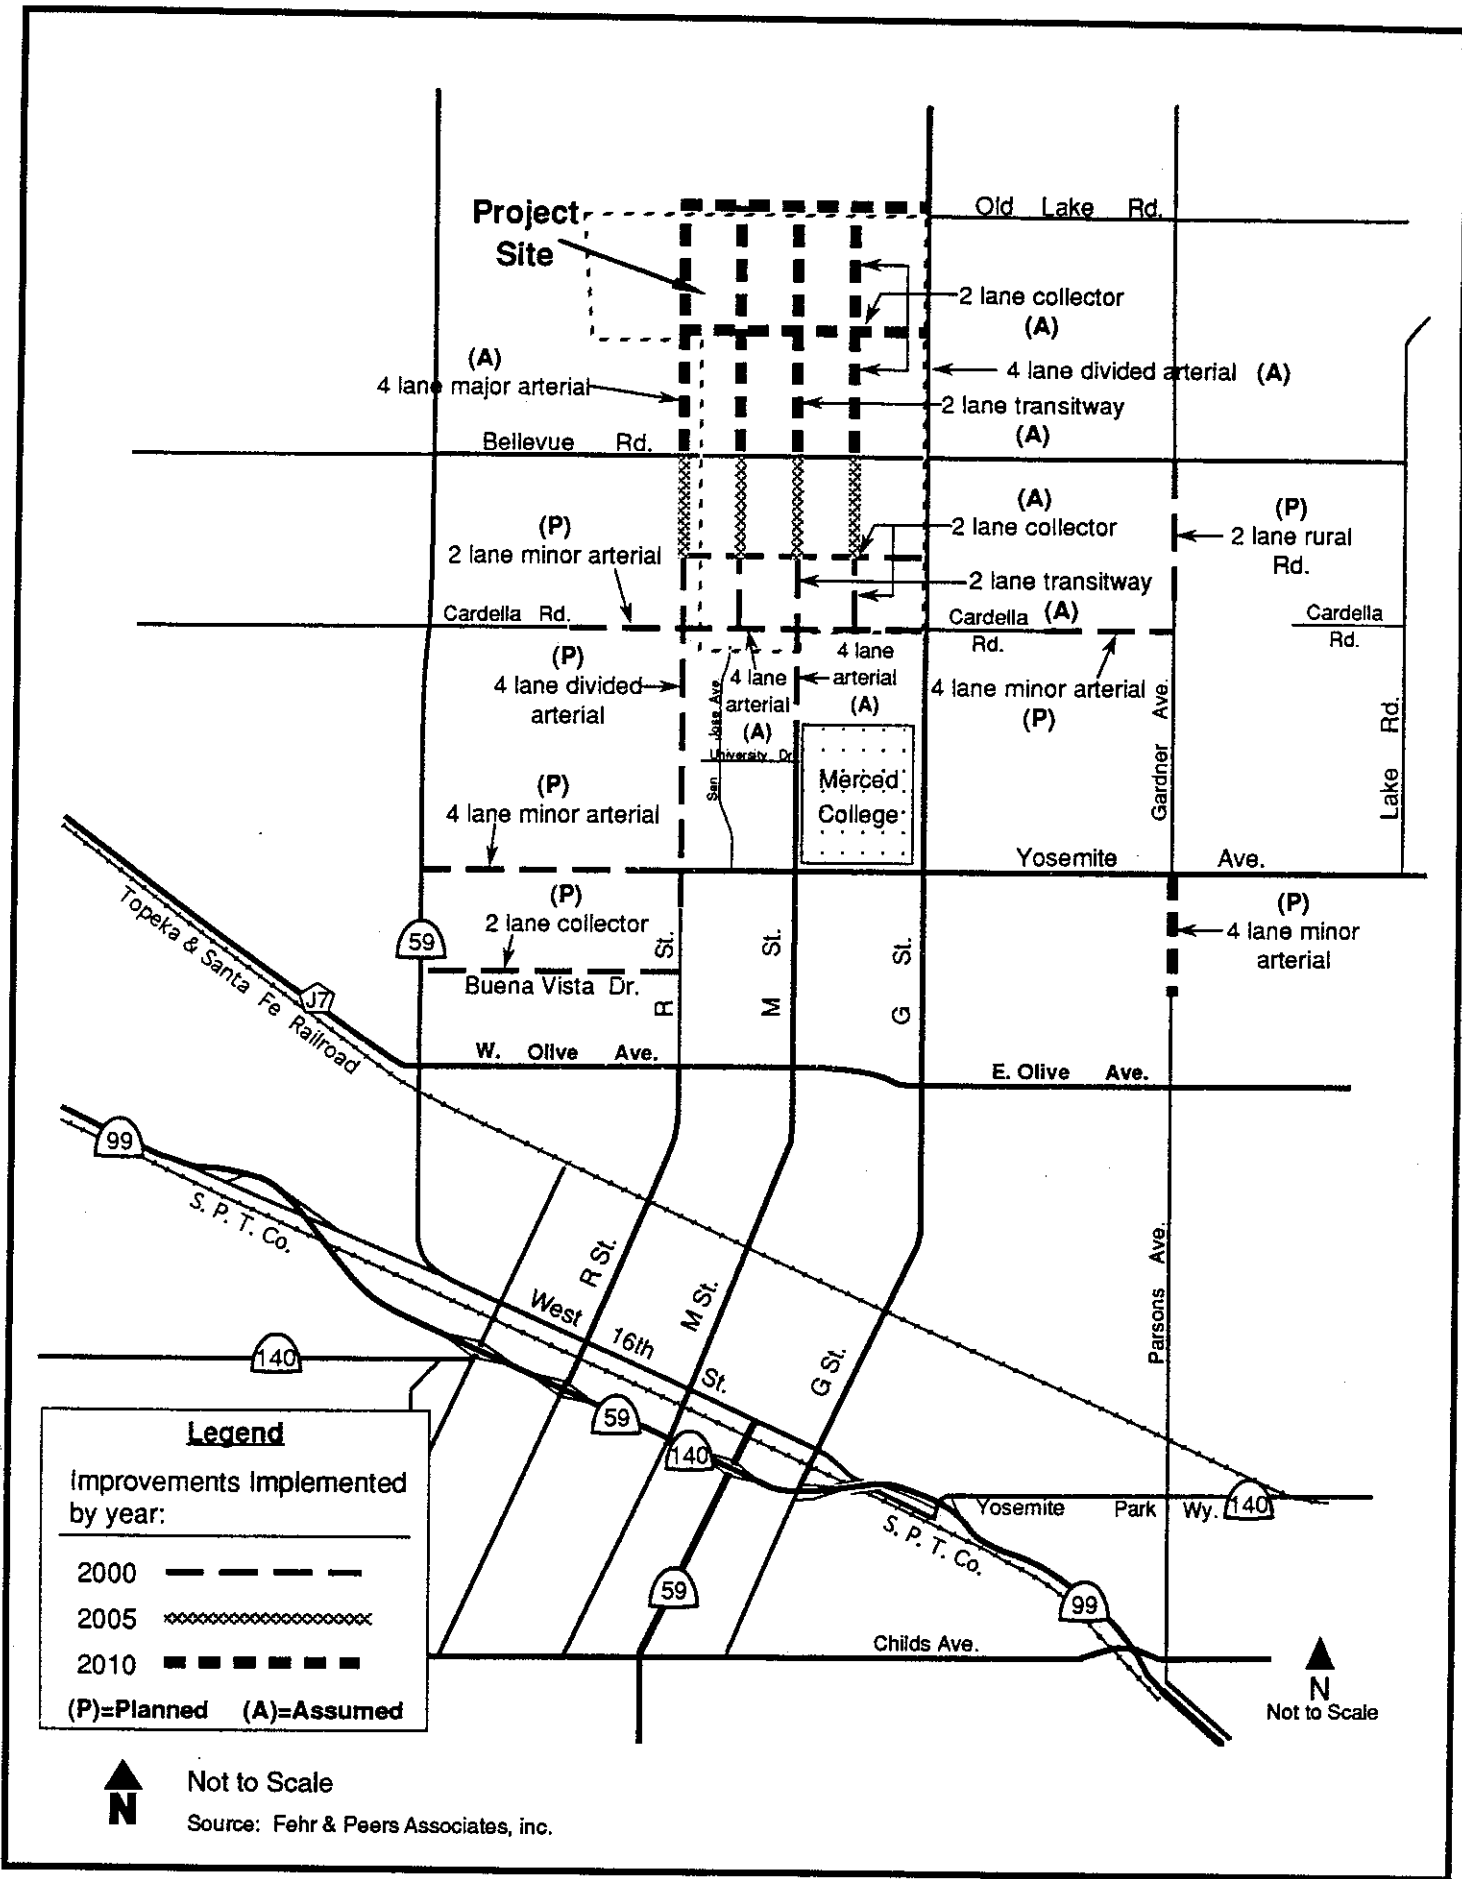 Project
Site
Old Lake Rd.
2 lane collector
(A)
(A)
4 lane major arterial
4 lane divided arterial (A)
2 lane transitway
(A)
Bellevue Rd.
(P)
2 lane minor arterial
(A)
2 lane collector
(P)
2 lane rural
Rd.
2 lane transitway
(A)
Cardella Rd.
Cardella
Rd.
Cardella
Rd.
(P)
4 lane divided
arterial
4 lane
arterial
(A)
4 lane
arterial
(A)
4 lane minor arterial
(P)
San Jose Ave
University Dr
Merced
College
Gardner Ave.
Lake Rd.
(P)
4 lane minor arterial
Yosemite Ave.
(P)
2 lane collector
(P)
4 lane minor
arterial
Topeka & Santa Fe Railroad
J7
59
Buena Vista Dr.
R St.
M St.
G St.
W. Olive Ave.
E. Olive Ave.
99
S. P. T. Co.
R St.
M St.
G St.
West 16th St.
Parsons Ave.
140
59
140
Yosemite Park Wy.
140
S. P. T. Co.
59
99
Childs Ave.
Legend
Improvements Implemented
by year:
2000
2005
2010
(P)=Planned (A)=Assumed
N
Not to Scale
N
Not to Scale
Source: Fehr & Peers Associates, inc.